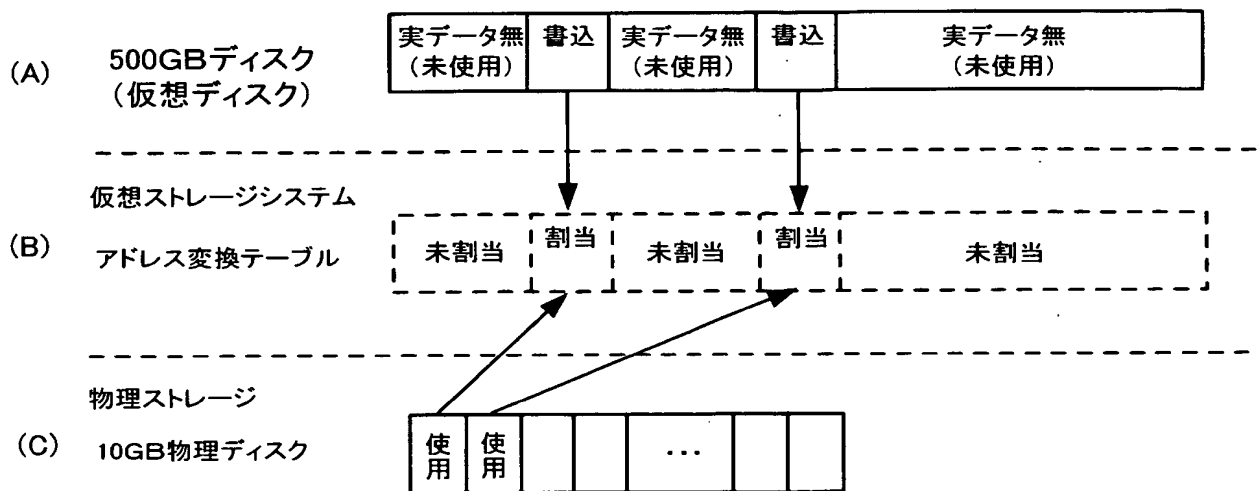 (A)
500GBディスク
(仮想ディスク)
実データ無
(未使用)
書込
実データ無
(未使用)
書込
実データ無
(未使用)
仮想ストレージシステム
(B)
アドレス変換テーブル
未割当
割当
未割当
割当
未割当
物理ストレージ
(C)
10GB物理ディスク
使用
使用
...